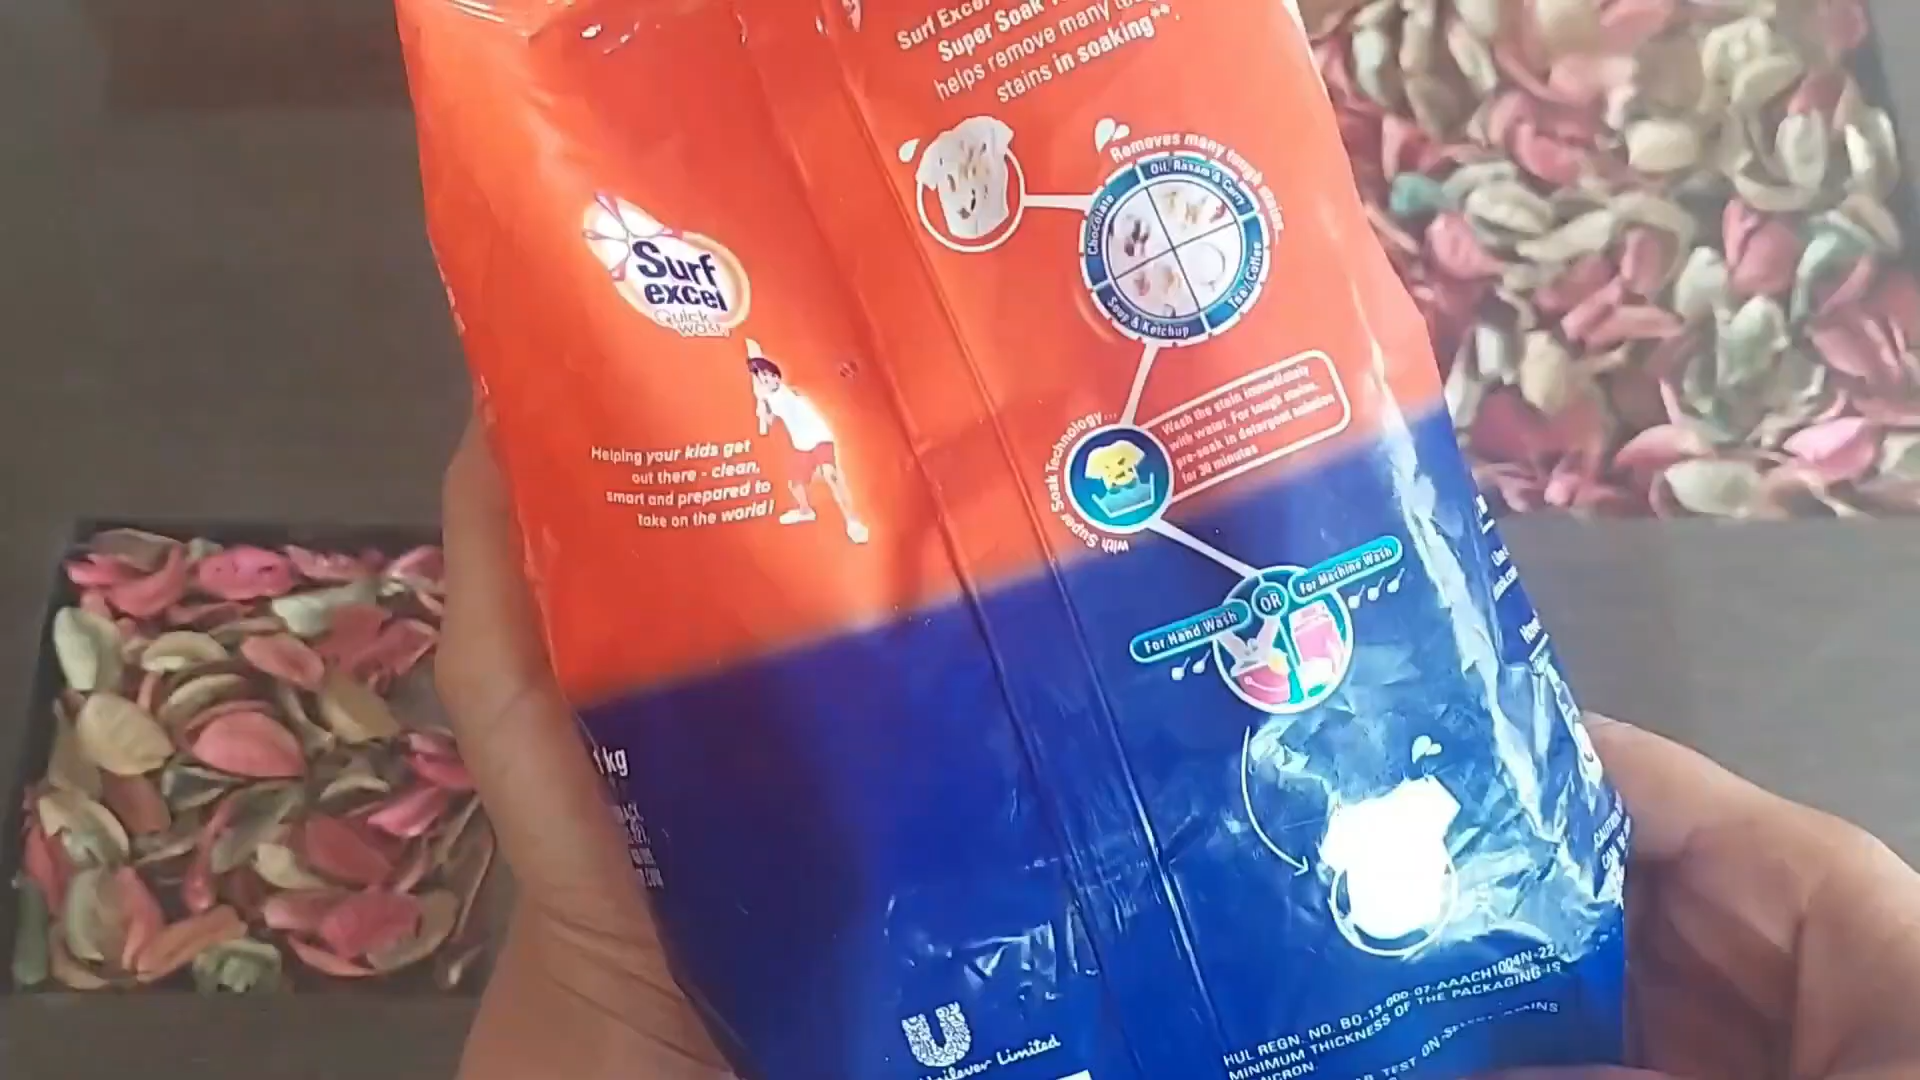 Surf Excel
Super Soak
helps remove many
stains in soaking**.
Removes many tough stains...
Oil, Rasam & Curry
Chocolate
Tea / Coffee
Soup & Ketchup
Surf
excel
Quick
wash
Helping your kids get
out there - clean,
smart and prepared to
take on the world!
Wash the stain immediately
with water. For tough stains,
pre-soak in detergent solution
for 30 minutes
with Super Soak Technology...
For Machine Wash
OR
For Hand Wash
1 kg
Unilever Limited
HUL REGN. NO. BO-13-000-07-AAACH1004N-22
MINIMUM THICKNESS OF THE PACKAGING IS
TEST ON